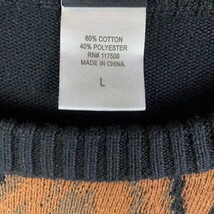 60% COTTON
40% POLYESTER
RN# 117508
MADE IN CHINA
L